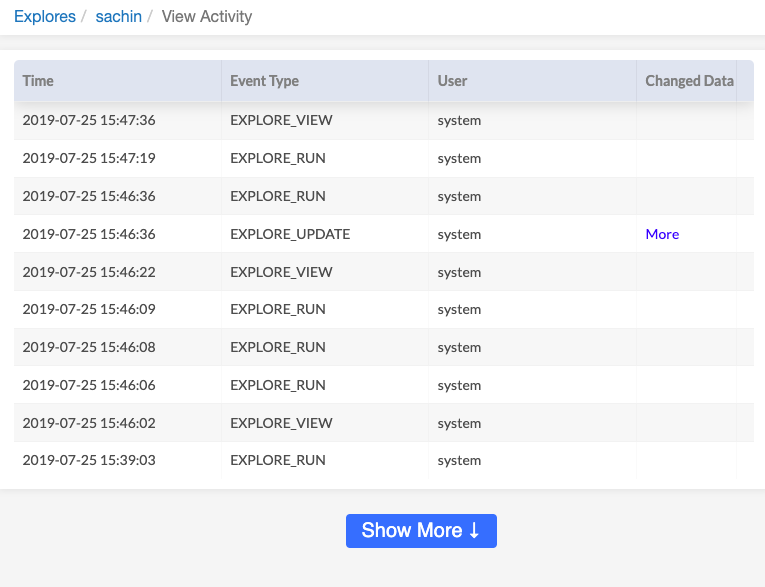 Explores / sachin / View Activity
Time Event Type User Changed Data
2019-07-25 15:47:36 EXPLORE_VIEW system
2019-07-25 15:47:19 EXPLORE_RUN system
2019-07-25 15:46:36 EXPLORE_RUN system
2019-07-25 15:46:36 EXPLORE_UPDATE system More
2019-07-25 15:46:22 EXPLORE_VIEW system
2019-07-25 15:46:09 EXPLORE_RUN system
2019-07-25 15:46:08 EXPLORE_RUN system
2019-07-25 15:46:06 EXPLORE_RUN system
2019-07-25 15:46:02 EXPLORE_VIEW system
2019-07-25 15:39:03 EXPLORE_RUN system
Show More ↓